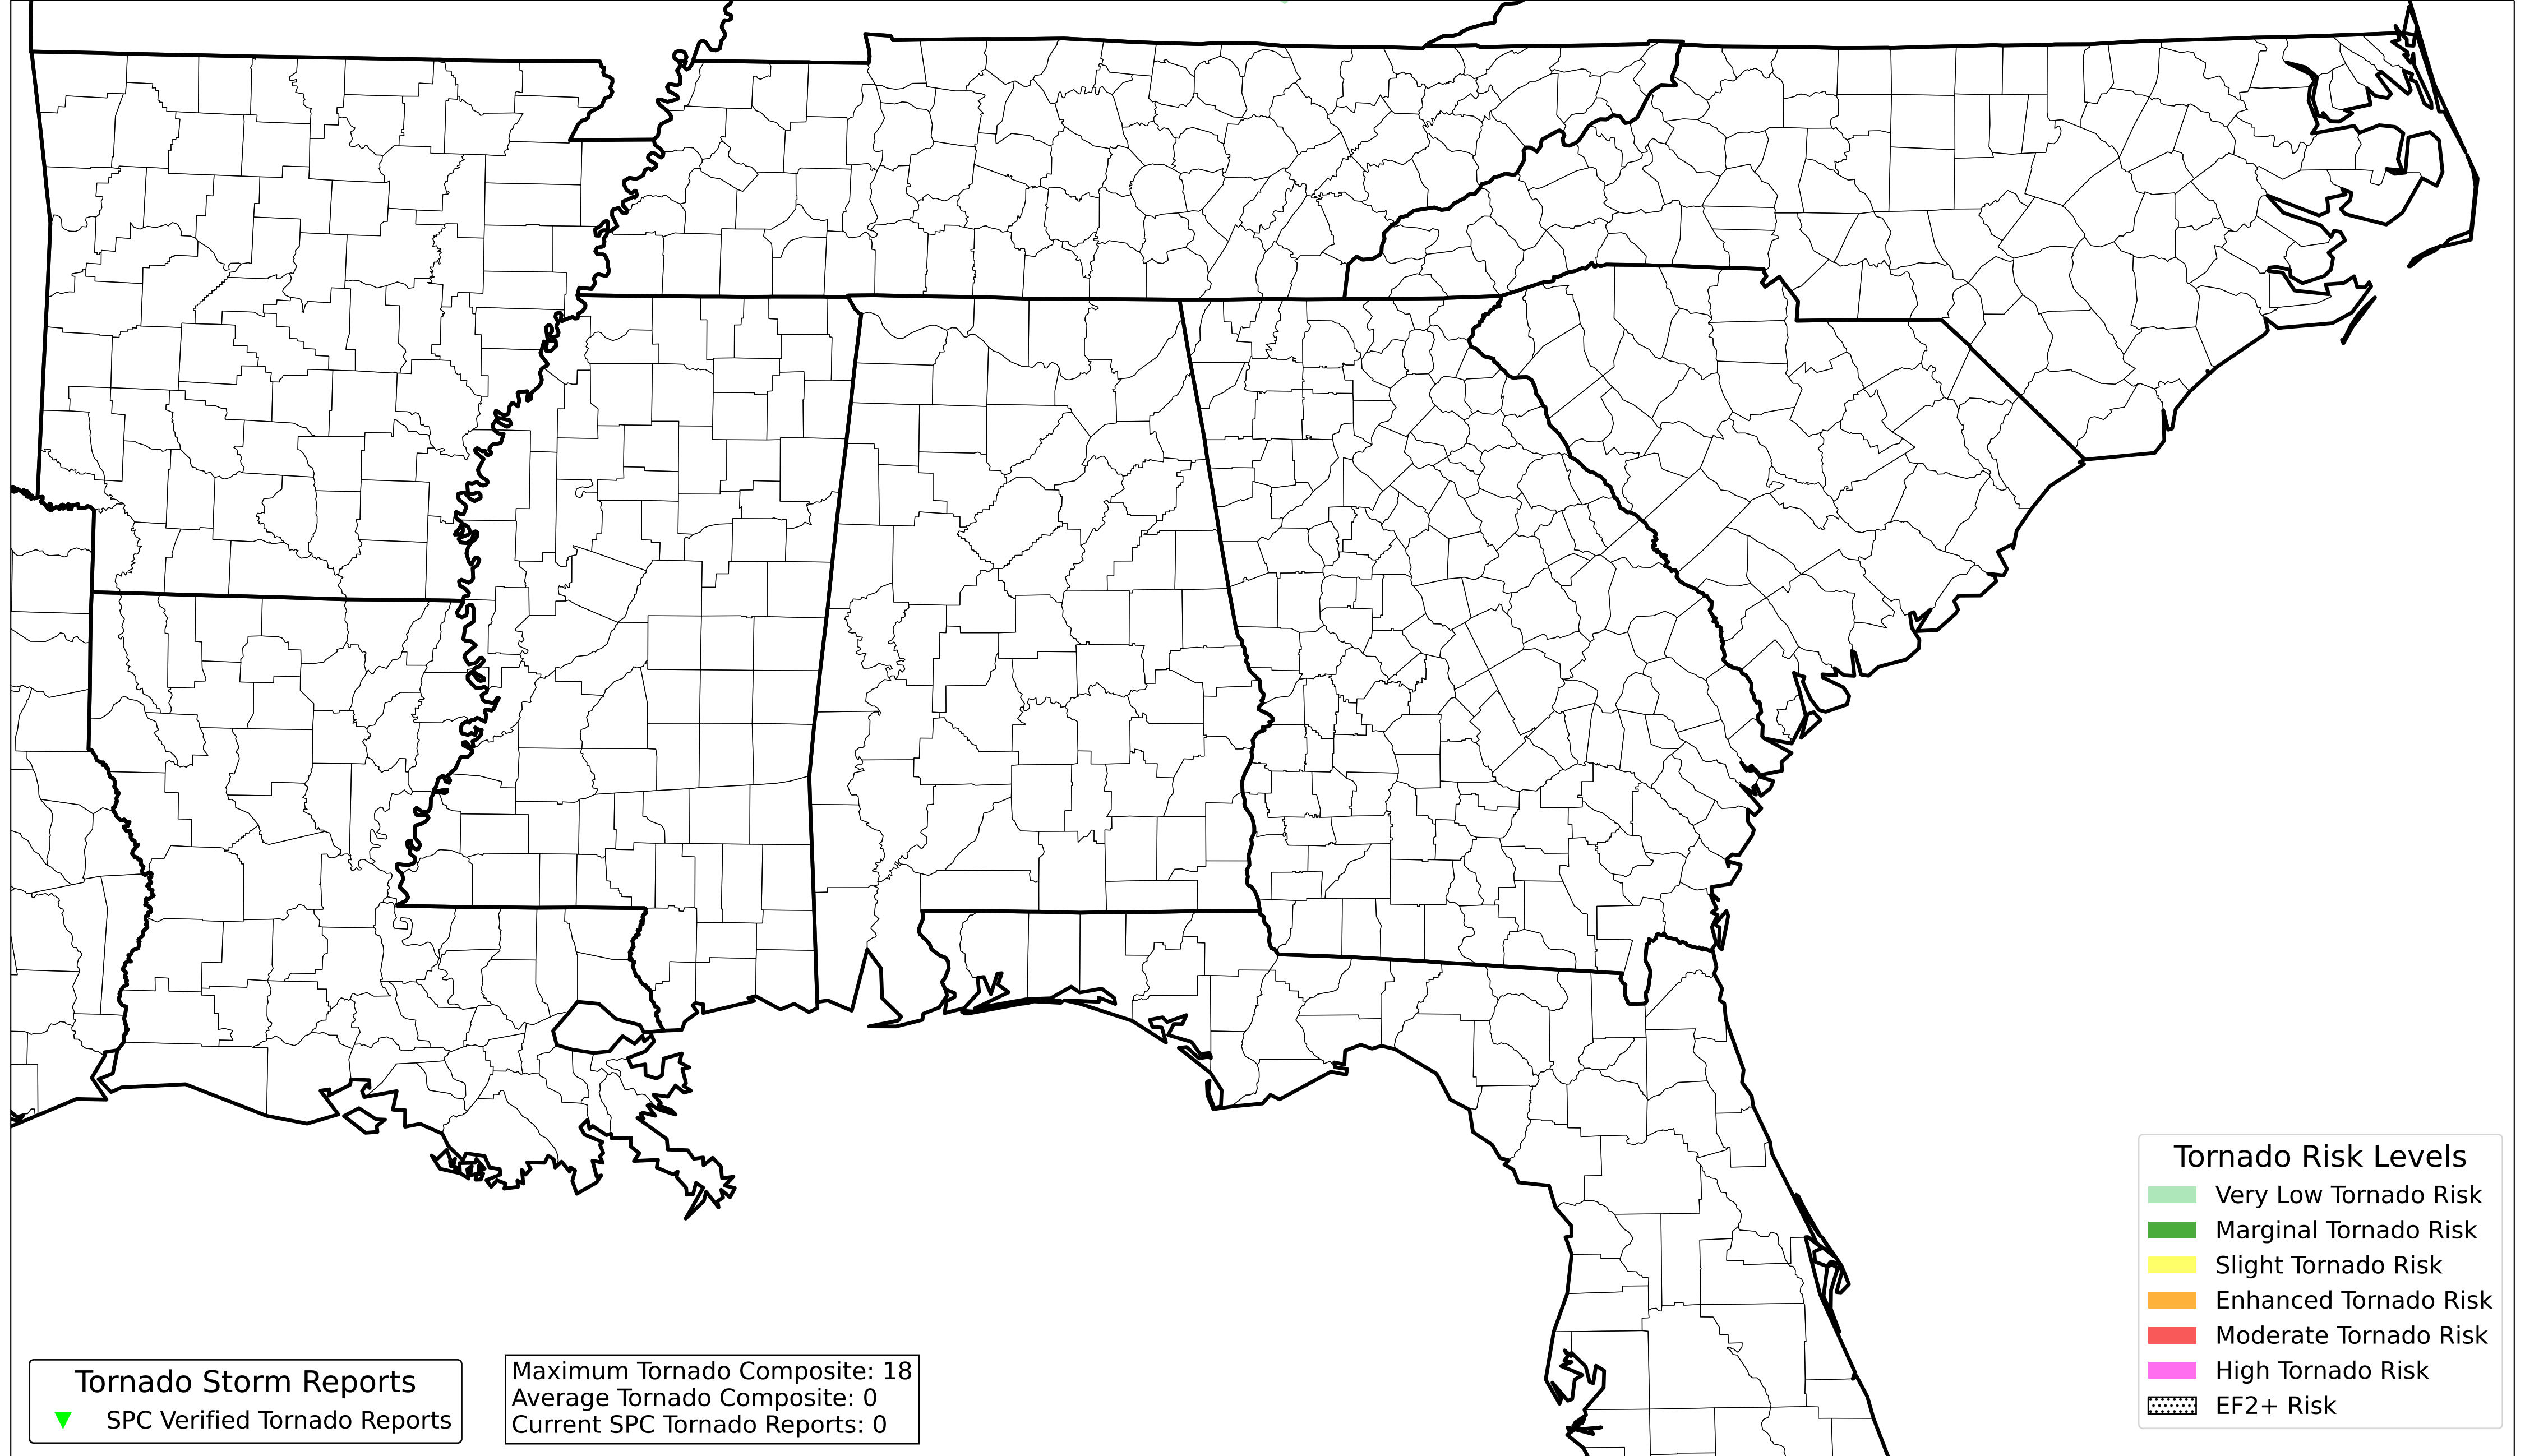 Tornado Risk Levels
Very Low Tornado Risk
Marginal Tornado Risk
Slight Tornado Risk
Enhanced Tornado Risk
Moderate Tornado Risk
High Tornado Risk
EF2+ Risk
Tornado Storm Reports
SPC Verified Tornado Reports
Maximum Tornado Composite: 18
Average Tornado Composite: 0
Current SPC Tornado Reports: 0